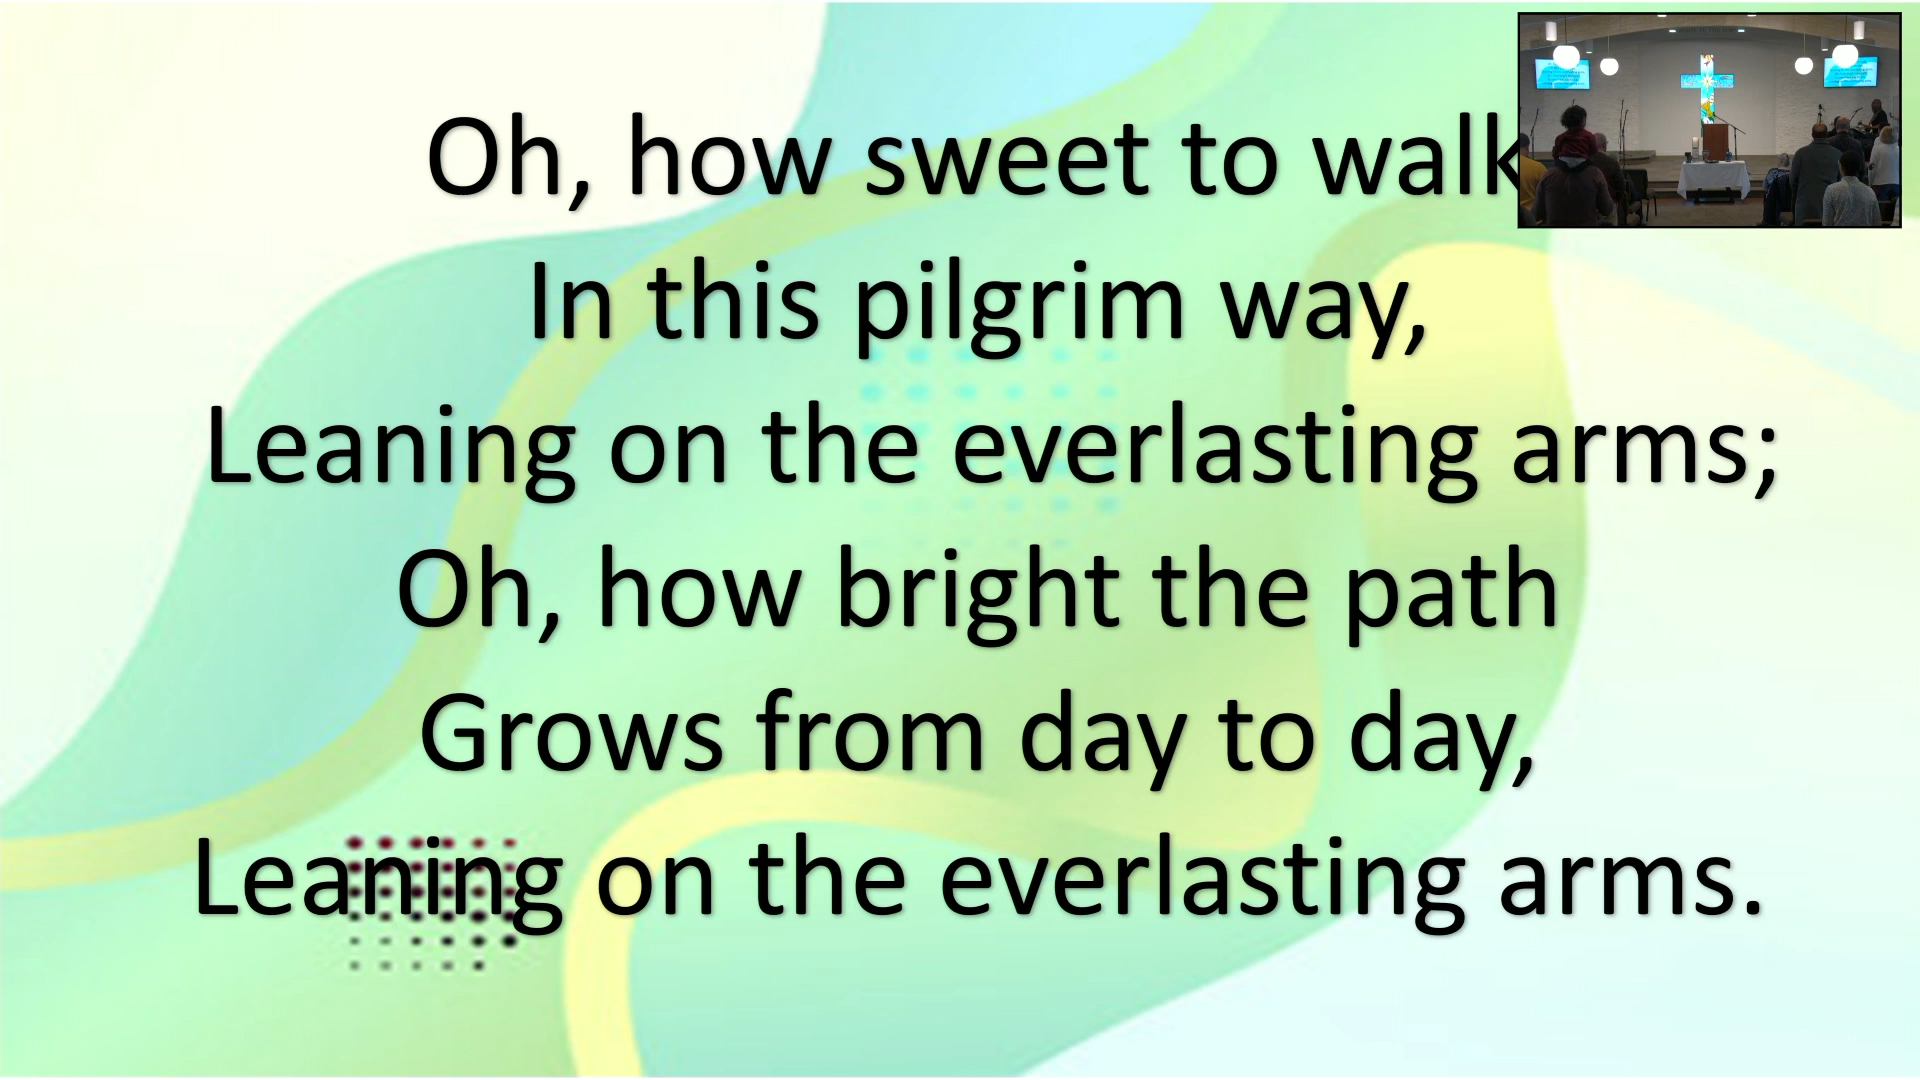 Oh, how sweet to walk
In this pilgrim way,
Leaning on the everlasting arms;
Oh, how bright the path
Grows from day to day,
Leaning on the everlasting arms.